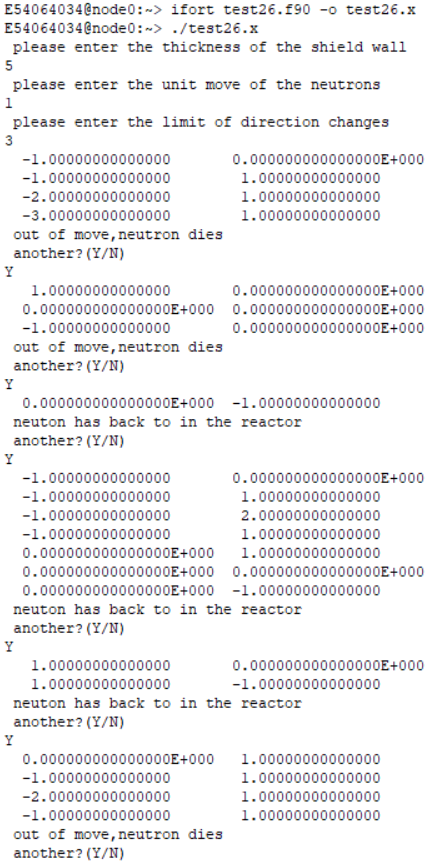 E54064034@node0:~> ifort test26.f90 -o test26.x
E54064034@node0:~> ./test26.x
please enter the thickness of the shield wall
5
please enter the unit move of the neutrons
1
please enter the limit of direction changes
3
-1.00000000000000 0.000000000000000E+000
-1.00000000000000 1.00000000000000
-2.00000000000000 1.00000000000000
-3.00000000000000 1.00000000000000
out of move,neutron dies
another?(Y/N)
Y
1.00000000000000 0.000000000000000E+000
0.000000000000000E+000 0.000000000000000E+000
-1.00000000000000 0.000000000000000E+000
out of move,neutron dies
another?(Y/N)
Y
0.000000000000000E+000 -1.00000000000000
neuton has back to in the reactor
another?(Y/N)
Y
-1.00000000000000 0.000000000000000E+000
-1.00000000000000 1.00000000000000
-1.00000000000000 2.00000000000000
-1.00000000000000 1.00000000000000
0.000000000000000E+000 1.00000000000000
0.000000000000000E+000 0.000000000000000E+000
0.000000000000000E+000 -1.00000000000000
neuton has back to in the reactor
another?(Y/N)
Y
1.00000000000000 0.000000000000000E+000
1.00000000000000 -1.00000000000000
neuton has back to in the reactor
another?(Y/N)
Y
0.000000000000000E+000 1.00000000000000
-1.00000000000000 1.00000000000000
-2.00000000000000 1.00000000000000
-1.00000000000000 1.00000000000000
out of move,neutron dies
another?(Y/N)